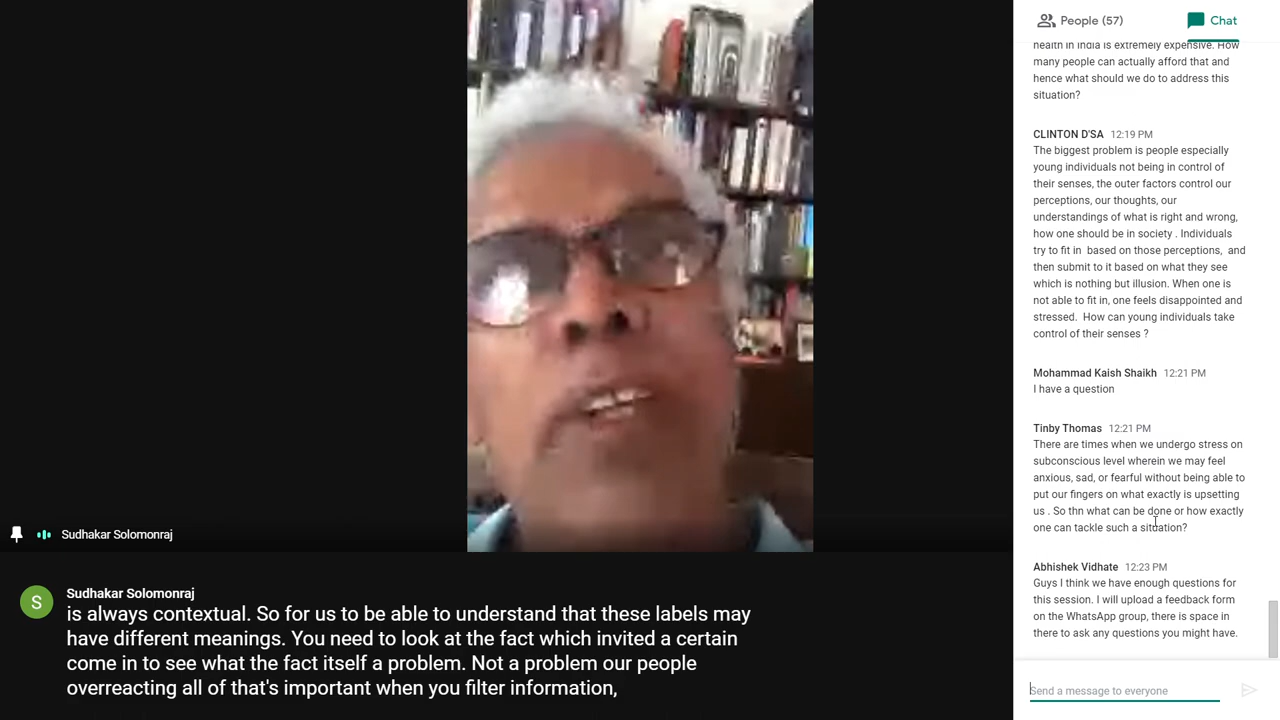 People (57)
Chat
health in India is extremely expensive. How
many people can actually afford that and
hence what should we do to address this
situation?
CLINTON D'SA 12:19 PM
The biggest problem is people especially
young individuals not being in control of
their senses, the outer factors control our
perceptions, our thoughts, our
understandings of what is right and wrong,
how one should be in society . Individuals
try to fit in based on those perceptions, and
then submit to it based on what they see
which is nothing but illusion. When one is
not able to fit in, one feels disappointed and
stressed. How can young individuals take
control of their senses ?
Mohammad Kaish Shaikh 12:21 PM
I have a question
Tinby Thomas 12:21 PM
There are times when we undergo stress on
subconscious level wherein we may feel
anxious, sad, or fearful without being able to
put our fingers on what exactly is upsetting
us . So thn what can be done or how exactly
one can tackle such a situation?
Abhishek Vidhate 12:23 PM
Guys I think we have enough questions for
this session. I will upload a feedback form
on the WhatsApp group, there is space in
there to ask any questions you might have.
Send a message to everyone
Sudhakar Solomonraj
S
Sudhakar Solomonraj
is always contextual. So for us to be able to understand that these labels may
have different meanings. You need to look at the fact which invited a certain
come in to see what the fact itself a problem. Not a problem our people
overreacting all of that's important when you filter information,